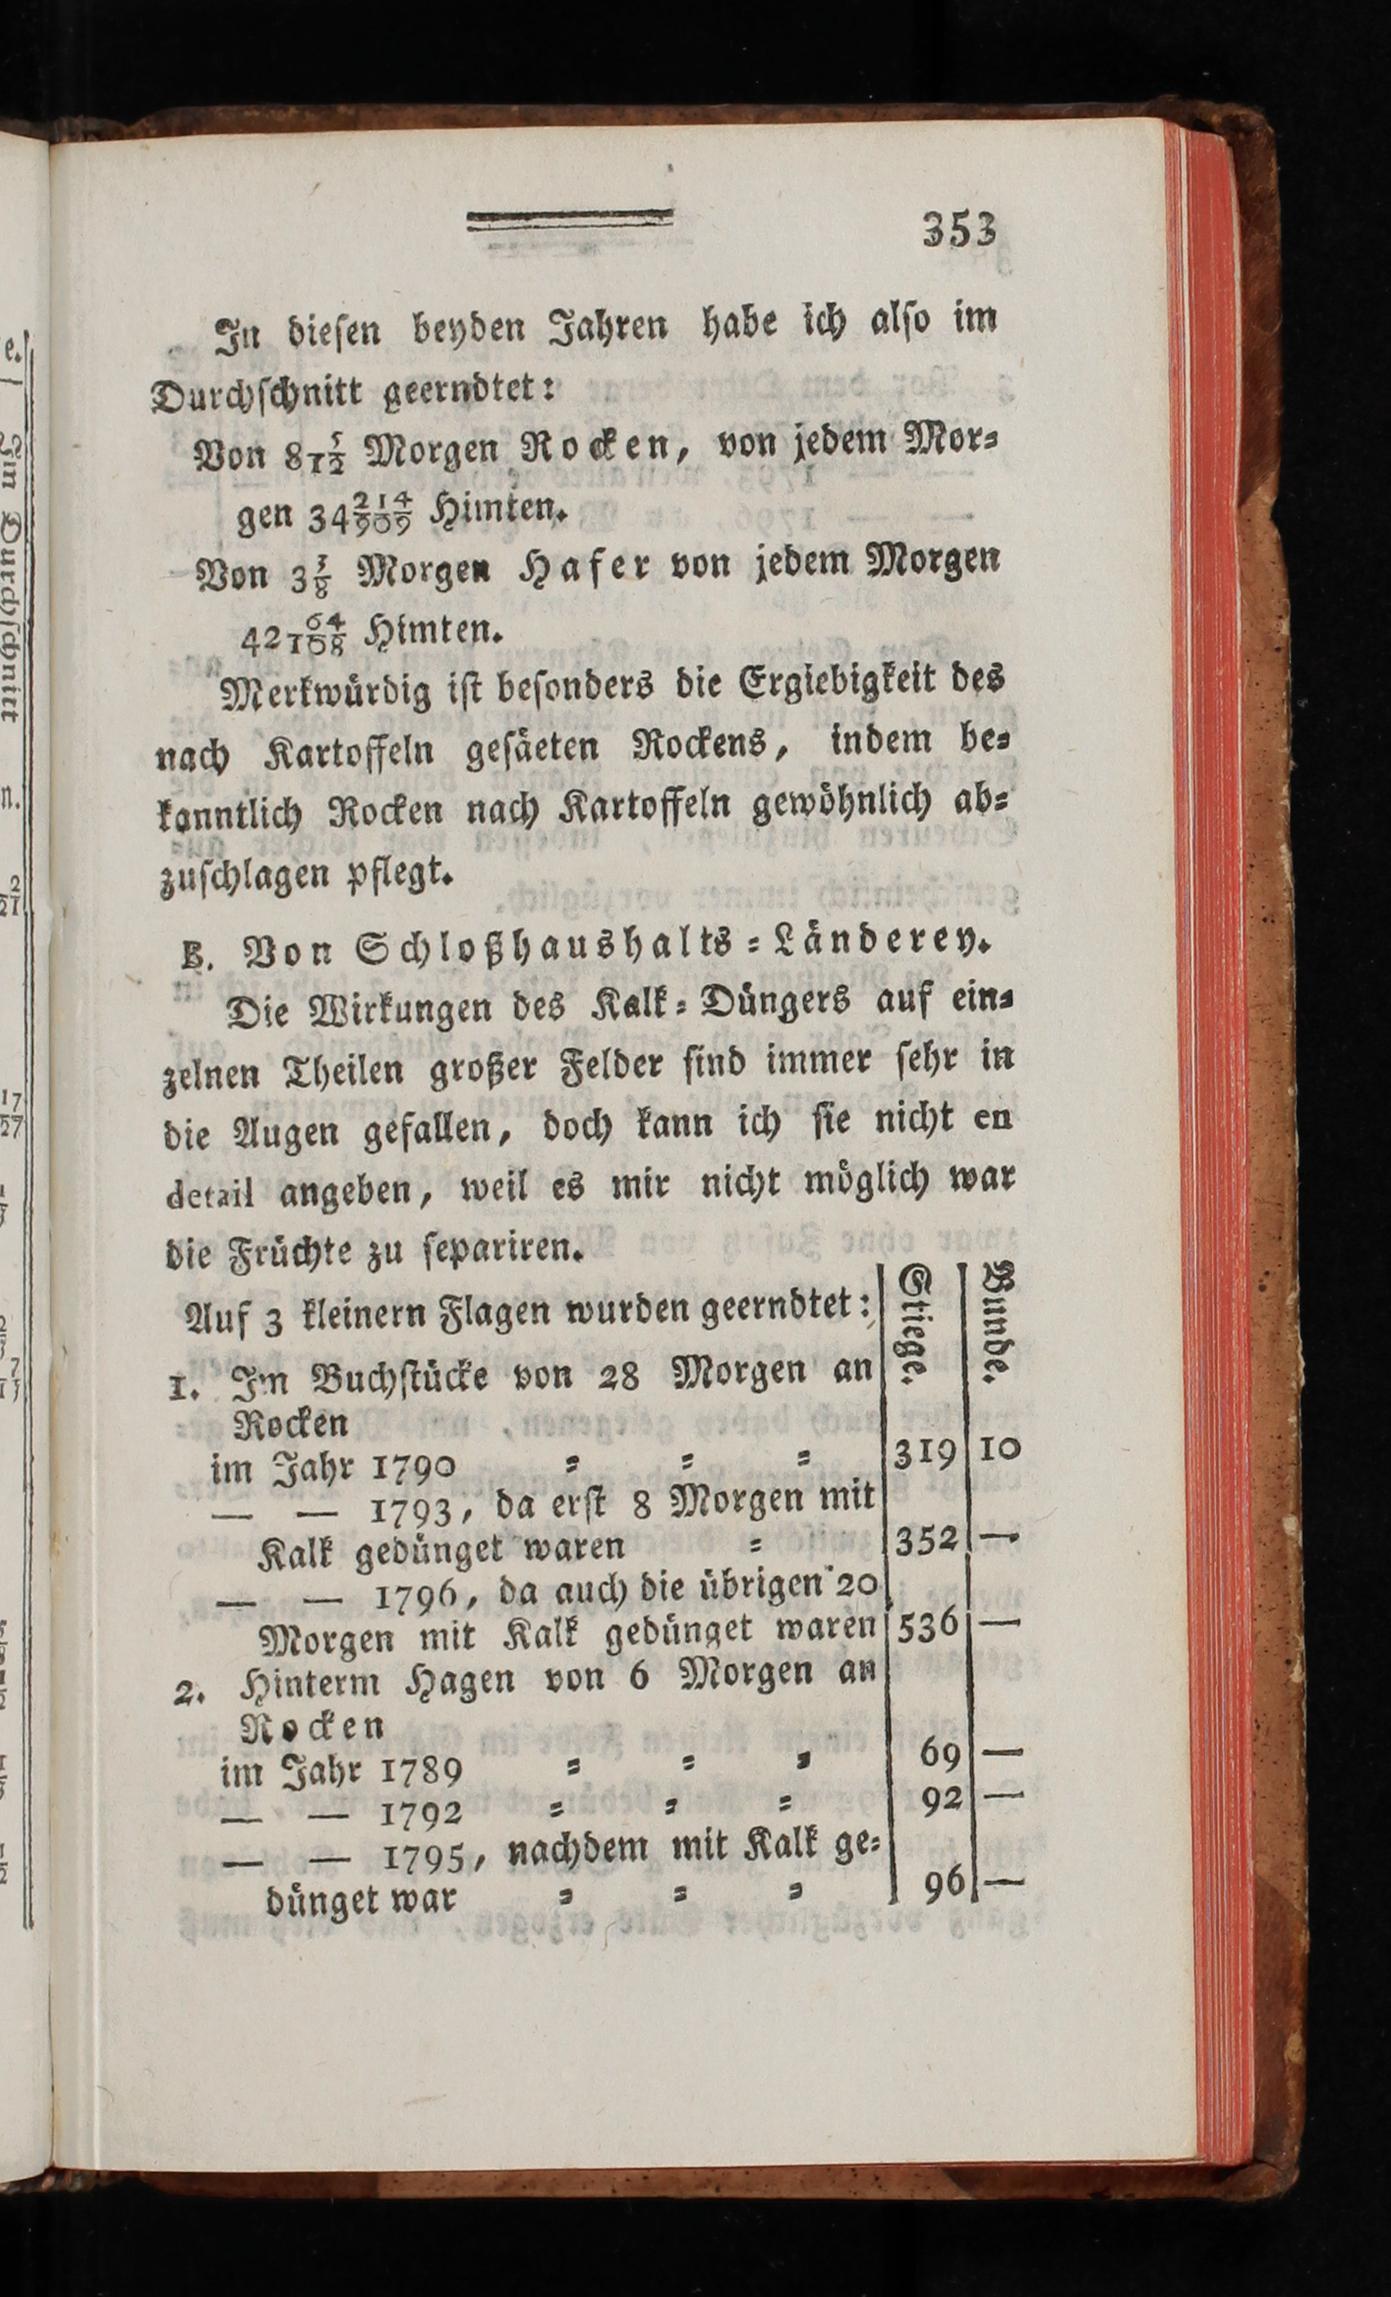 353
In diesen beyden Jahren habe ich also im
Durchschnitt geerndtet:
Von 8 5/12 Morgen Rocken, von jedem Mor⸗
gen 34 214/909 Himten.
Von 3 3/8 Morgen Hafer von jedem Morgen
42 64/108 Himten.
Merkwürdig ist besonders die Ergiebigkeit des
nach Kartoffeln gesäeten Rockens, indem be⸗
kanntlich Rocken nach Kartoffeln gewöhnlich ab⸗
zuschlagen pflegt.
B. Von Schloßhaushalts⸗Länderey.
Die Wirkungen des Kalk⸗Düngers auf ein⸗
zelnen Theilen großer Felder sind immer sehr in
die Augen gefallen, doch kann ich sie nicht en
detail angeben, weil es mir nicht möglich war
die Früchte zu separiren.
Auf 3 kleinern Flagen wurden geerndtet: Stiege. Bunde.
1. Im Buchstücke von 28 Morgen an
Rocken
im Jahr 1790 ⸗ ⸗ ⸗ 319 10
— — 1793, da erst 8 Morgen mit
Kalk gedünget waren ⸗ 352 —
— — 1796, da auch die übrigen 20
Morgen mit Kalk gedünget waren 536 —
2. Hinterm Hagen von 6 Morgen an
Rocken
im Jahr 1789 ⸗ ⸗ ⸗ 69 —
— — 1792 ⸗ ⸗ ⸗ 92 —
— — 1795, nachdem mit Kalk ge⸗
dünget war ⸗ ⸗ ⸗ 96 —